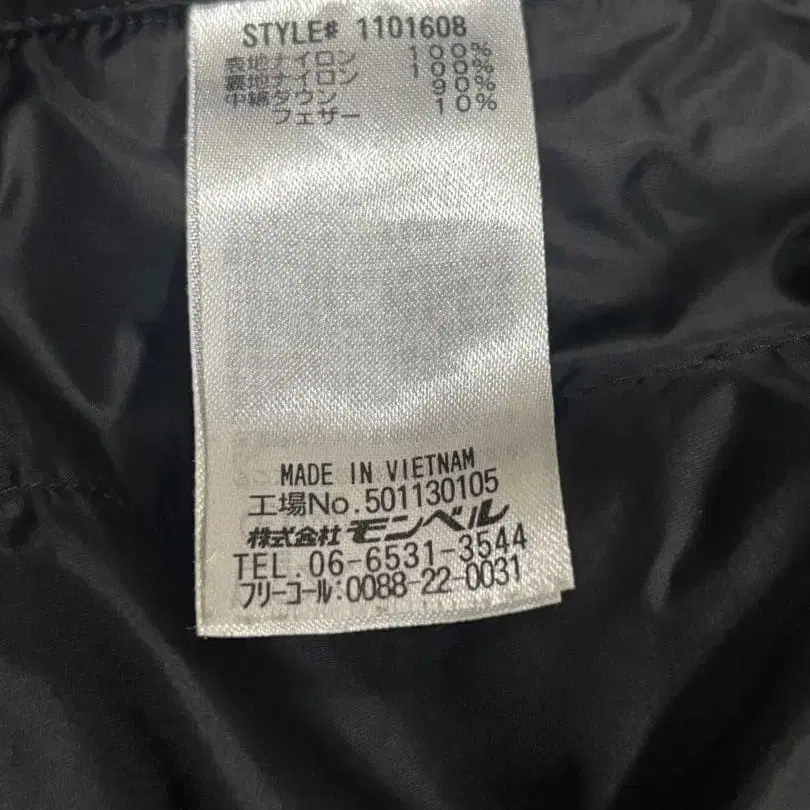 STYLE# 1101608
表地ナイロン 100%
裏地ナイロン 100%
中綿ダウン 90%
フェザー 10%
MADE IN VIETNAM
工場No.501130105
株式会社モンベル
TEL.06-6531-3544
フリーコール:0088-22-0031